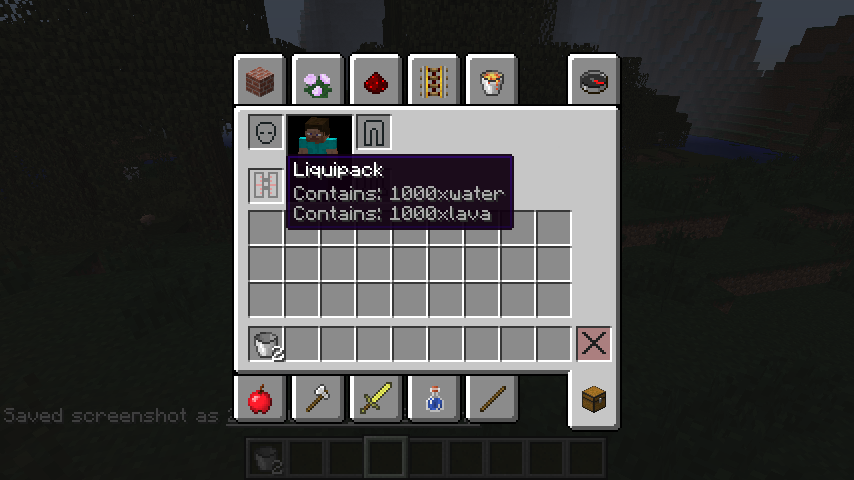 Liquipack
Contains: 1000xwater
Contains: 1000xlava
2
Saved screenshot as
2